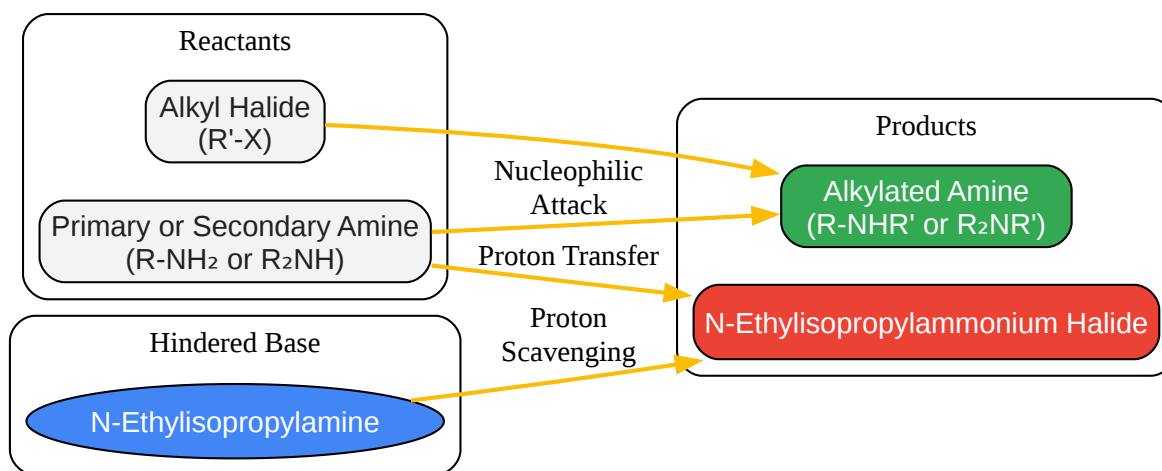 Reactants
Alkyl Halide
(R'-X)
Primary or Secondary Amine
(R-NH₂ or R₂NH)
Hindered Base
N-Ethylisopropylamine
Nucleophilic
Attack
Proton Transfer
Proton
Scavenging
Products
Alkylated Amine
(R-NHR' or R₂NR')
N-Ethylisopropylammonium Halide